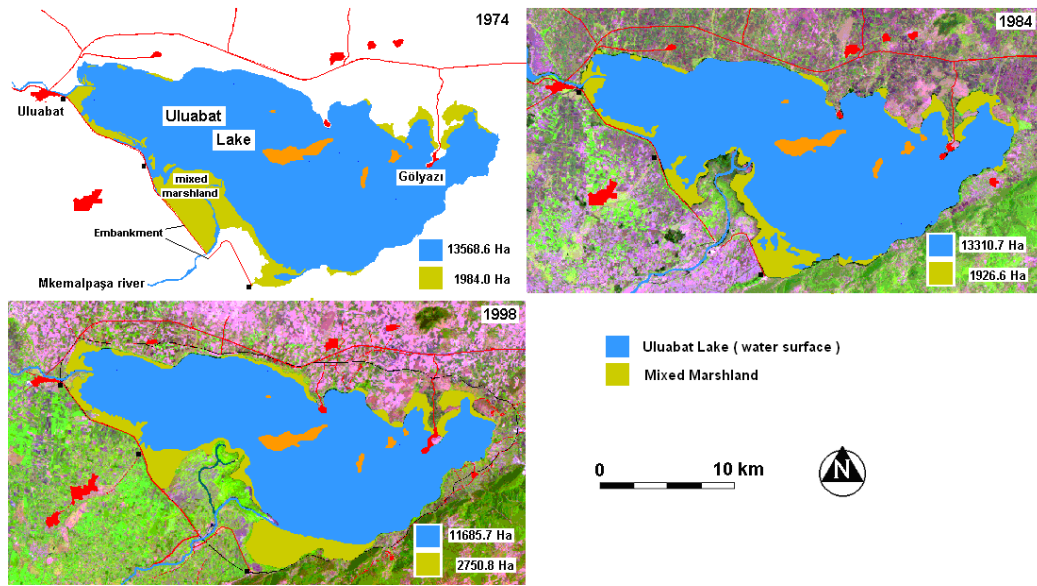 1974
Uluabat
Uluabat
Lake
mixed
marshland
Gölyazı
Embankment
Mkemalpaşa river
13568.6 Ha
1984.0 Ha
1984
13310.7 Ha
1926.6 Ha
1998
11685.7 Ha
2750.8 Ha
Uluabat Lake ( water surface )
Mixed Marshland
0 10 km
N